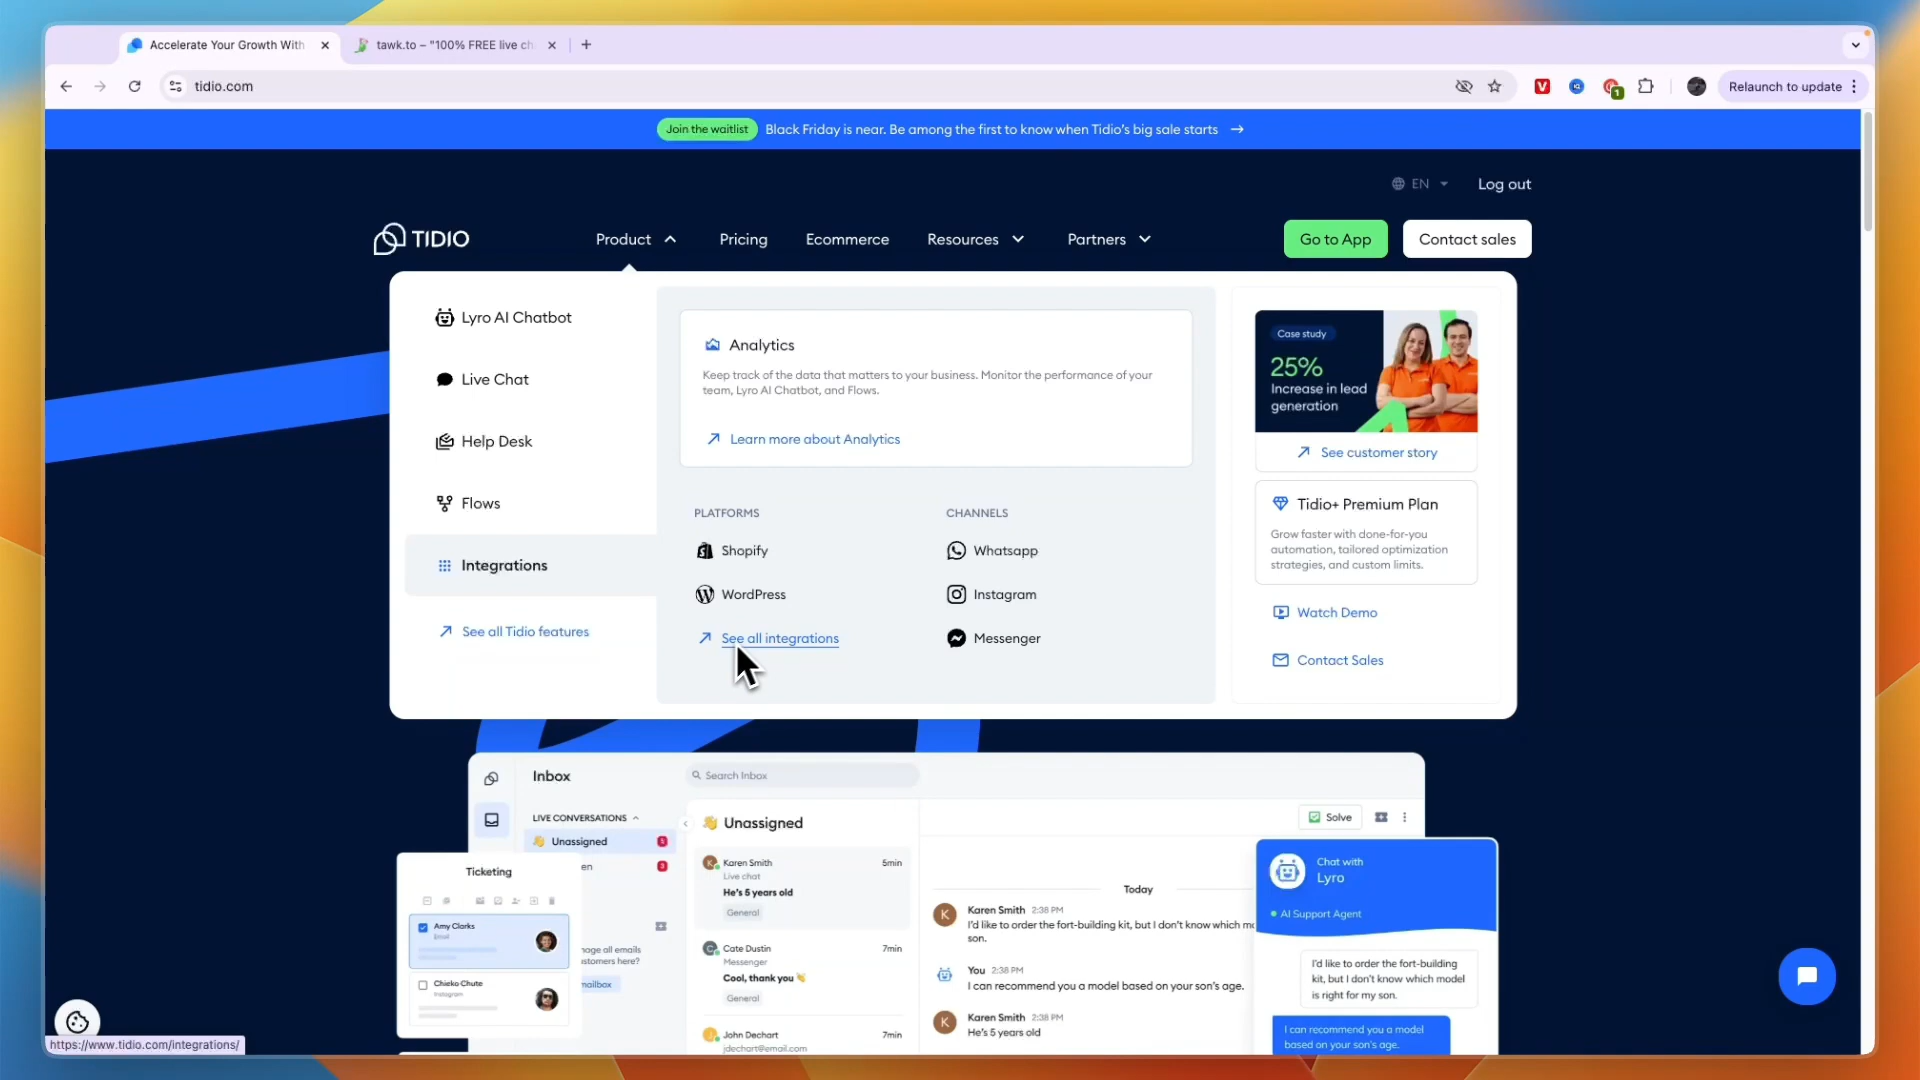 Accelerate Your Growth With
tawk.to – "100% FREE live ch
tidio.com
Relaunch to update
Join the waitlist
Black Friday is near. Be among the first to know when Tidio's big sale starts
EN
Log out
TIDIO
Product
Pricing
Ecommerce
Resources
Partners
Go to App
Contact sales
Lyro AI Chatbot
Live Chat
Help Desk
Flows
Integrations
See all Tidio features
Analytics
Keep track of the data that matters to your business. Monitor the performance of your
team, Lyro AI Chatbot, and Flows.
Learn more about Analytics
PLATFORMS
Shopify
WordPress
See all integrations
CHANNELS
Whatsapp
Instagram
Messenger
Case study
25%
Increase in lead
generation
See customer story
Tidio+ Premium Plan
Grow faster with done-for-you
automation, tailored optimization
strategies, and custom limits.
Watch Demo
Contact Sales
Inbox
Search Inbox
LIVE CONVERSATIONS
Unassigned
en
Ticketing
Amy Clarks
Email
Chieko Chute
Instagram
nage all emails
ustomers here?
mailbox
Unassigned
Karen Smith
5min
Live chat
He's 5 years old
General
Cate Dustin
7min
Messenger
Cool, thank you
General
John Dechart
7min
jdechart@email.com
Solve
Today
Karen Smith 2:38 PM
I'd like to order the fort-building kit, but I don't know which mo
son.
You 2:38 PM
I can recommend you a model based on your son's age.
Karen Smith 2:38 PM
He's 5 years old
Chat with
Lyro
AI Support Agent
I'd like to order the fort-building
kit, but I don't know which model
is right for my son.
I can recommend you a model
based on your son's age.
https://www.tidio.com/integrations/